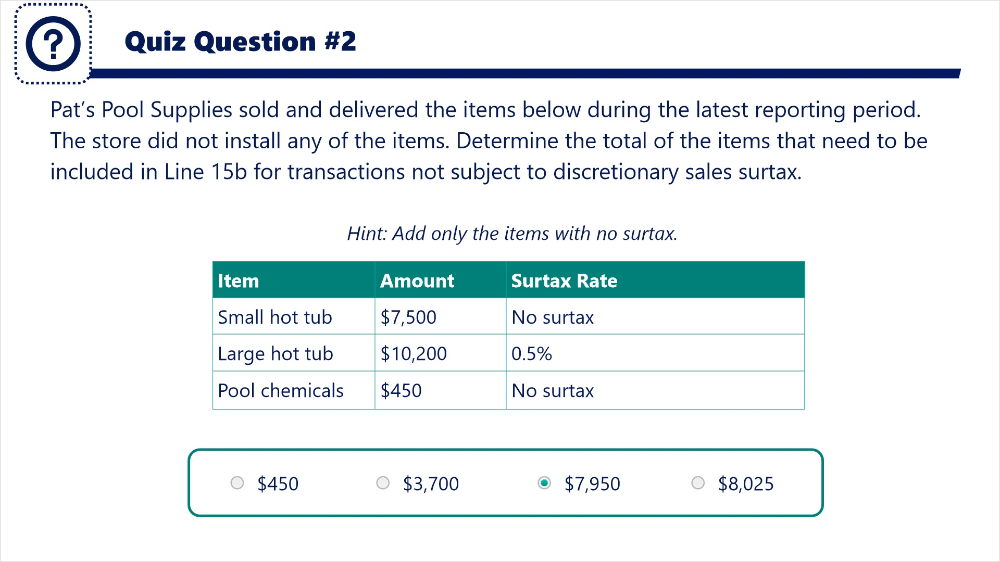 ?
Quiz Question #2
Pat’s Pool Supplies sold and delivered the items below during the latest reporting period.
The store did not install any of the items. Determine the total of the items that need to be
included in Line 15b for transactions not subject to discretionary sales surtax.
Hint: Add only the items with no surtax.
Item Amount Surtax Rate
Small hot tub $7,500 No surtax
Large hot tub $10,200 0.5%
Pool chemicals $450 No surtax
$450 $3,700 $7,950 $8,025